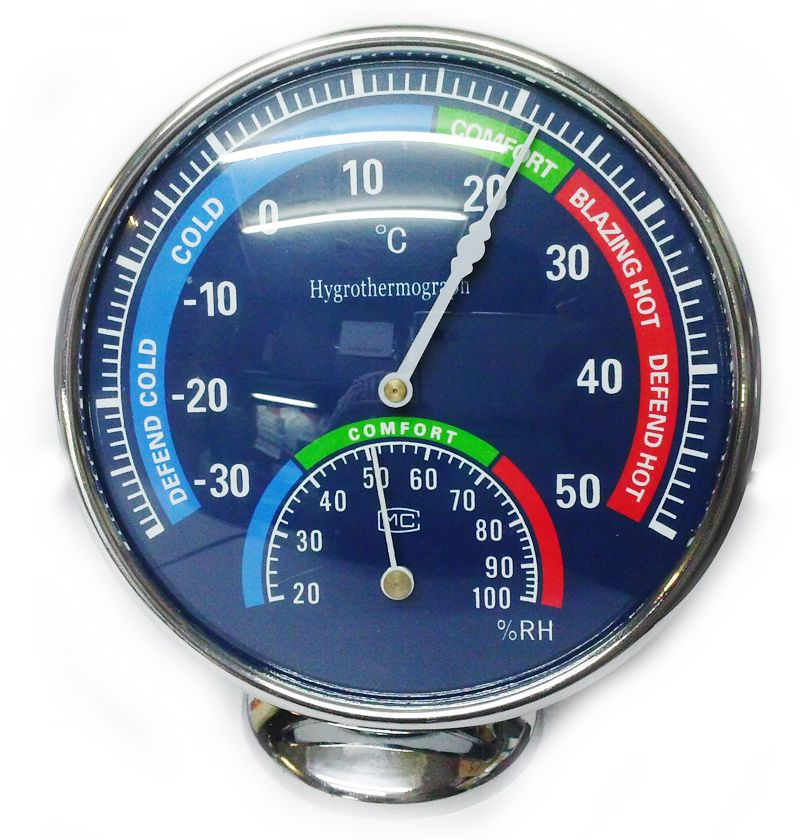 COMFORT
10
20
COLD
0
BLAZING HOT
°C
30
Hygrothermograph
-10
DEFEND COLD
-20
40
DEFEND HOT
-30
50
COMFORT
50
60
40
70
MC
30
80
90
20
100
%RH